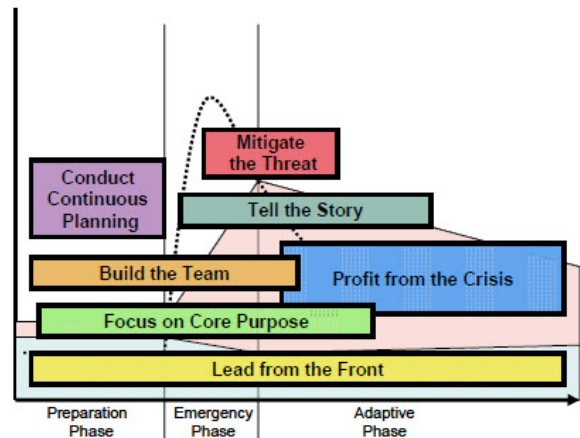 Mitigate
the Threat
Conduct
Continuous
Planning
Tell the Story
Build the Team
Profit from the Crisis
Focus on Core Purpose
Lead from the Front
Preparation
Phase
Emergency
Phase
Adaptive
Phase